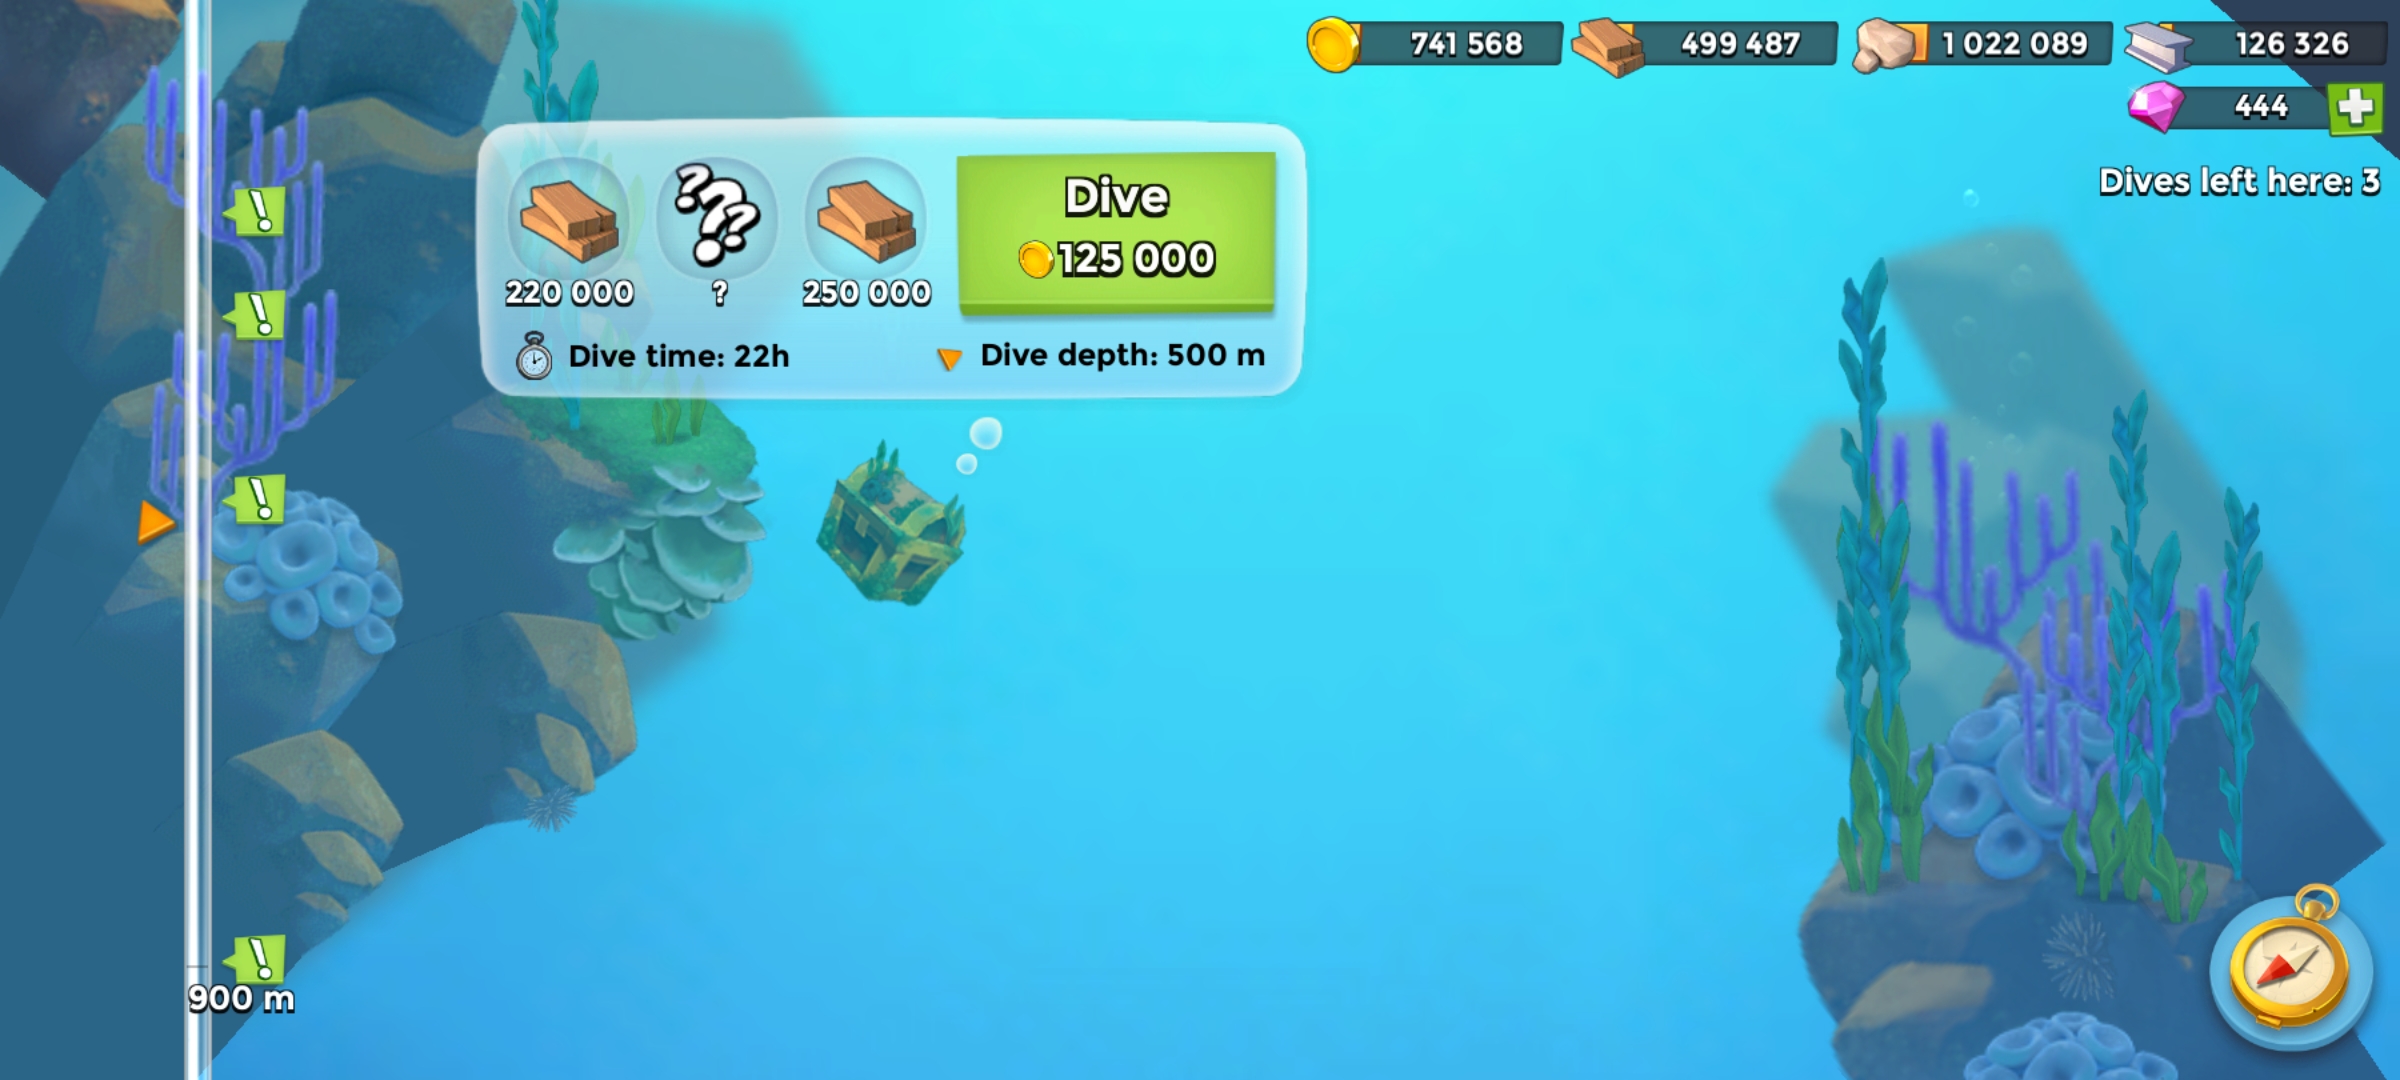 741 568
499 487
1 022 089
126 326
444
Dives left here: 3
220 000
?
250 000
Dive
125 000
Dive time: 22h
Dive depth: 500 m
!
!
!
!
900 m